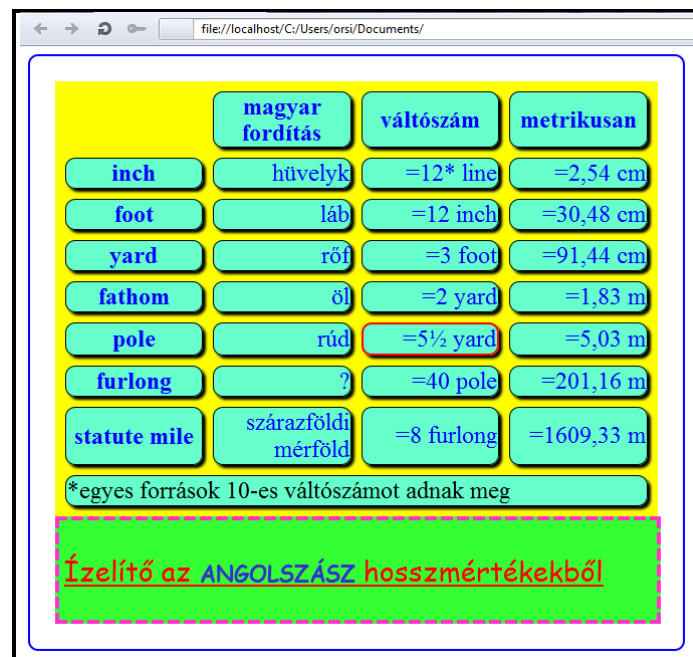 file://localhost/C:/Users/orsi/Documents/
magyar fordítás váltószám metrikusan
inch hüvelyk =12* line =2,54 cm
foot láb =12 inch =30,48 cm
yard rőf =3 foot =91,44 cm
fathom öl =2 yard =1,83 m
pole rúd =5½ yard =5,03 m
furlong ? =40 pole =201,16 m
statute mile szárazföldi mérföld =8 furlong =1609,33 m
*egyes források 10-es váltószámot adnak meg
Ízelítő az ANGOLSZÁSZ hosszmértékekből